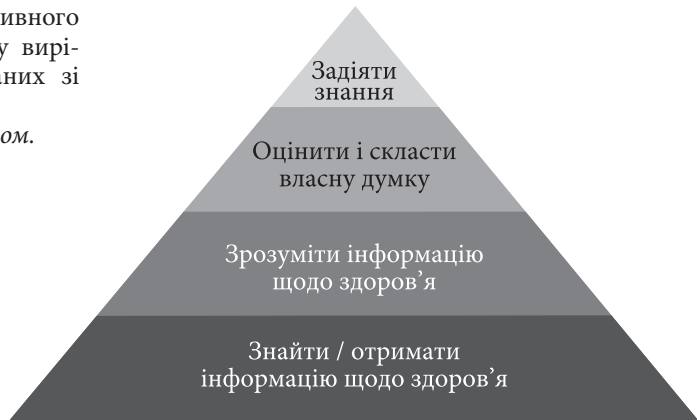 ивного
у вирі-
аних зі
ом.
Задіяти
знання
Оцінити і скласти
власну думку
Зрозуміти інформацію
щодо здоров’я
Знайти / отримати
інформацію щодо здоров’я